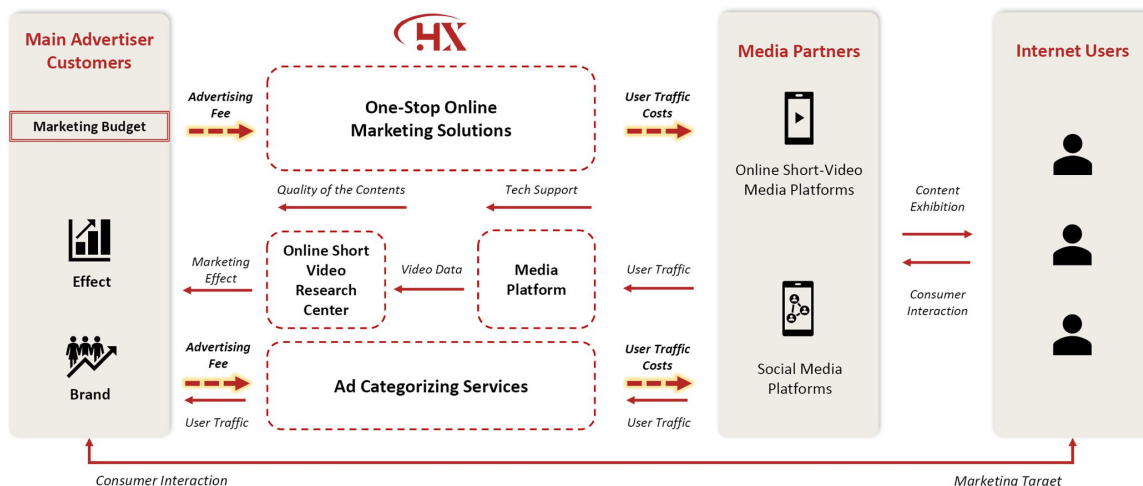 Main Advertiser
Customers
Marketing Budget
Effect
Brand
HX
Advertising
Fee
One-Stop Online
Marketing Solutions
User Traffic
Costs
Quality of the Contents
Tech Support
Marketing
Effect
Online Short
Video
Research
Center
Video Data
Media
Platform
User Traffic
Advertising
Fee
User Traffic
Ad Categorizing Services
User Traffic
Costs
User Traffic
Media Partners
Online Short-Video
Media Platforms
Social Media
Platforms
Content
Exhibition
Consumer
Interaction
Internet Users
Consumer Interaction
Marketing Target